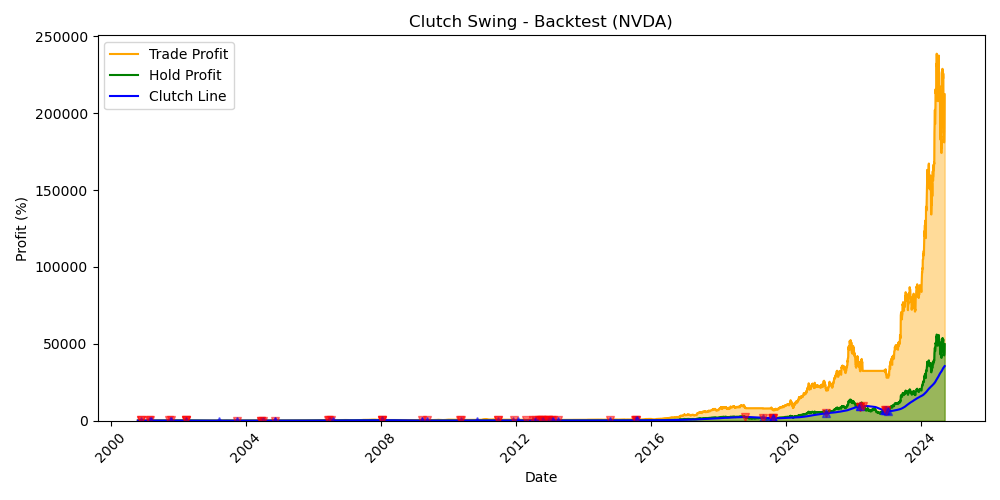 Clutch Swing - Backtest (NVDA)
Trade Profit
Hold Profit
Clutch Line
Profit (%)
250000
200000
150000
100000
50000
0
2000
2004
2008
2012
2016
2020
2024
Date